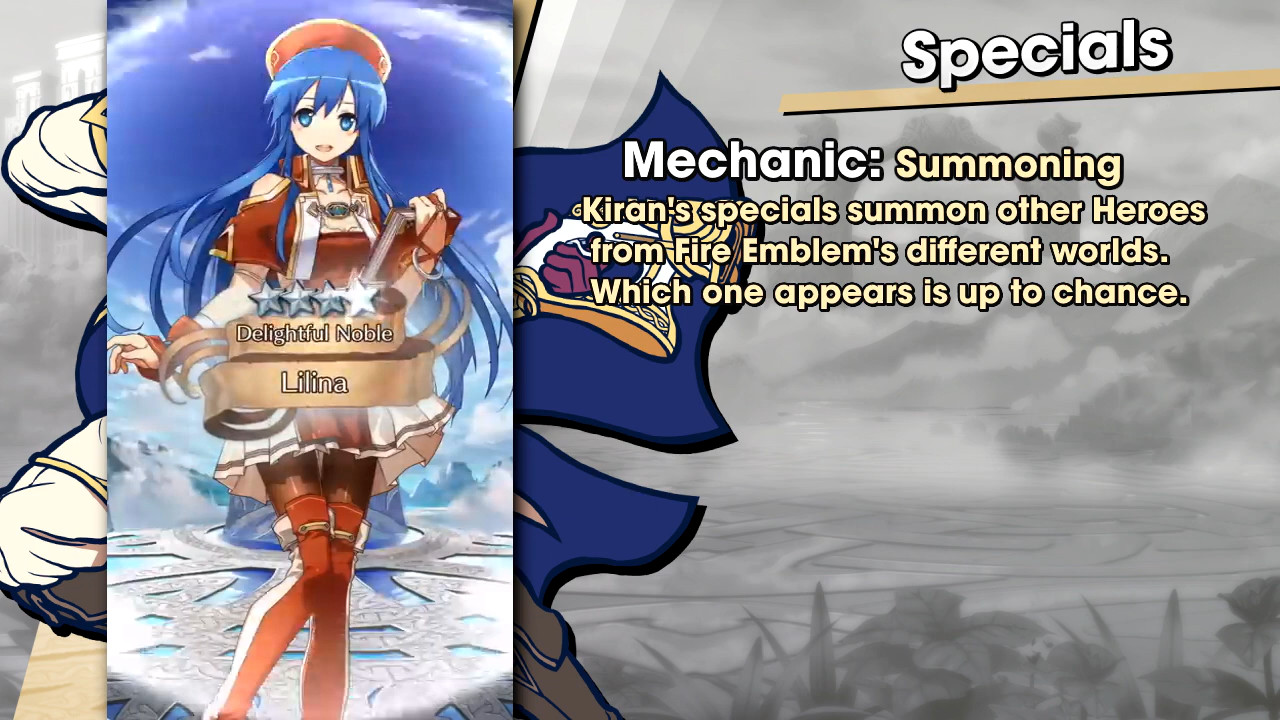 Specials
Mechanic: Summoning
Kiran's specials summon other Heroes
from Fire Emblem's different worlds.
Which one appears is up to chance.
Delightful Noble
Lilina